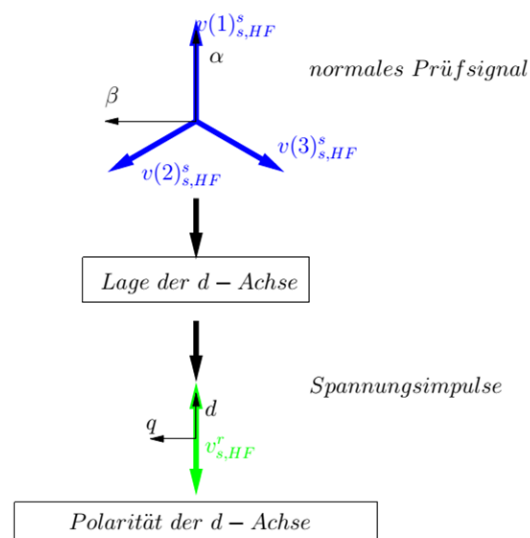 v(1)^s_{s,HF}
α
normales Prüfsignal
β
v(3)^s_{s,HF}
v(2)^s_{s,HF}
Lage der d − Achse
Spannungsimpulse
d
q
v^r_{s,HF}
Polarität der d − Achse